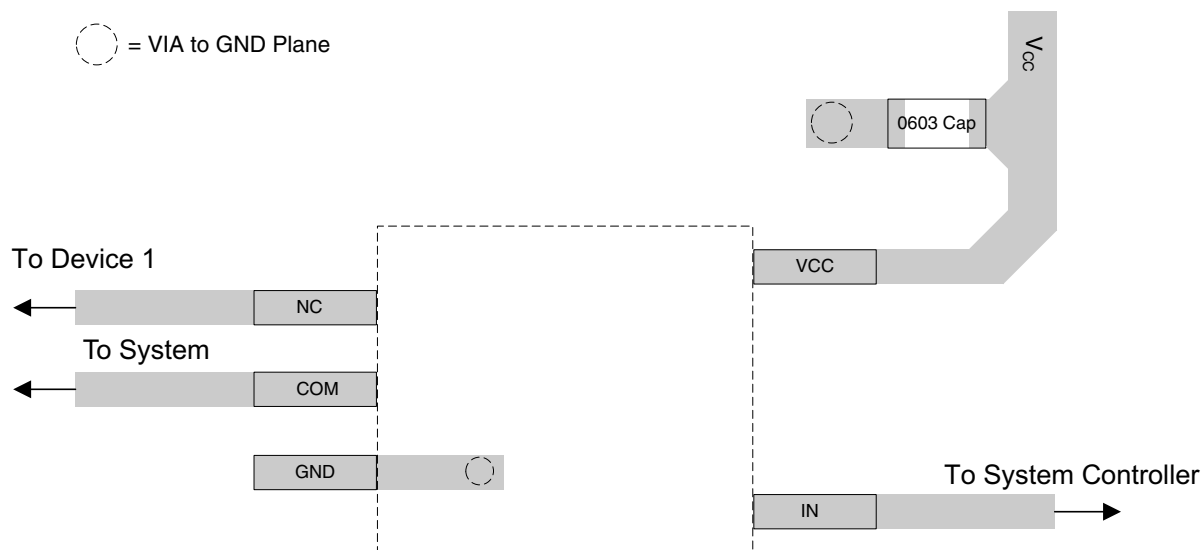 = VIA to GND Plane
VCC
0603 Cap
To Device 1
VCC
NC
To System
COM
GND
To System Controller
IN